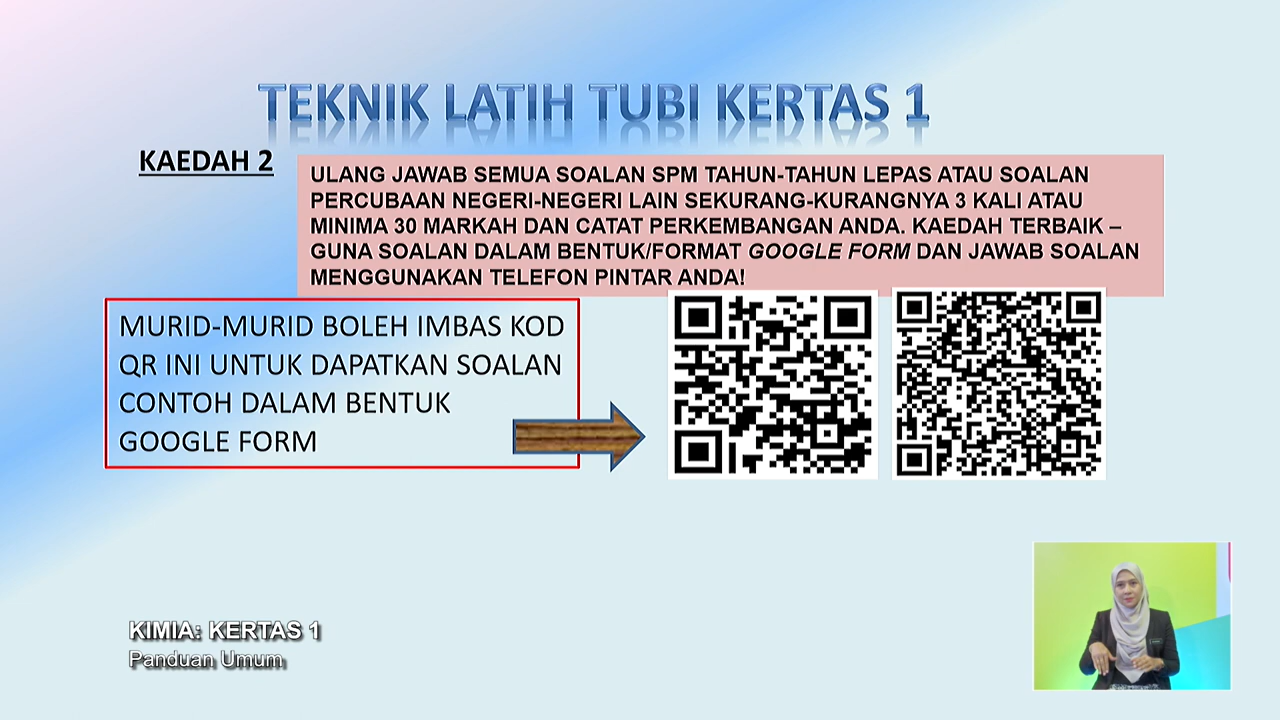 TEKNIK LATIH TUBI KERTAS 1
KAEDAH 2
ULANG JAWAB SEMUA SOALAN SPM TAHUN-TAHUN LEPAS ATAU SOALAN
PERCUBAAN NEGERI-NEGERI LAIN SEKURANG-KURANGNYA 3 KALI ATAU
MINIMA 30 MARKAH DAN CATAT PERKEMBANGAN ANDA. KAEDAH TERBAIK –
GUNA SOALAN DALAM BENTUK/FORMAT GOOGLE FORM DAN JAWAB SOALAN
MENGGUNAKAN TELEFON PINTAR ANDA!
MURID-MURID BOLEH IMBAS KOD
QR INI UNTUK DAPATKAN SOALAN
CONTOH DALAM BENTUK
GOOGLE FORM
KIMIA: KERTAS 1
Panduan Umum